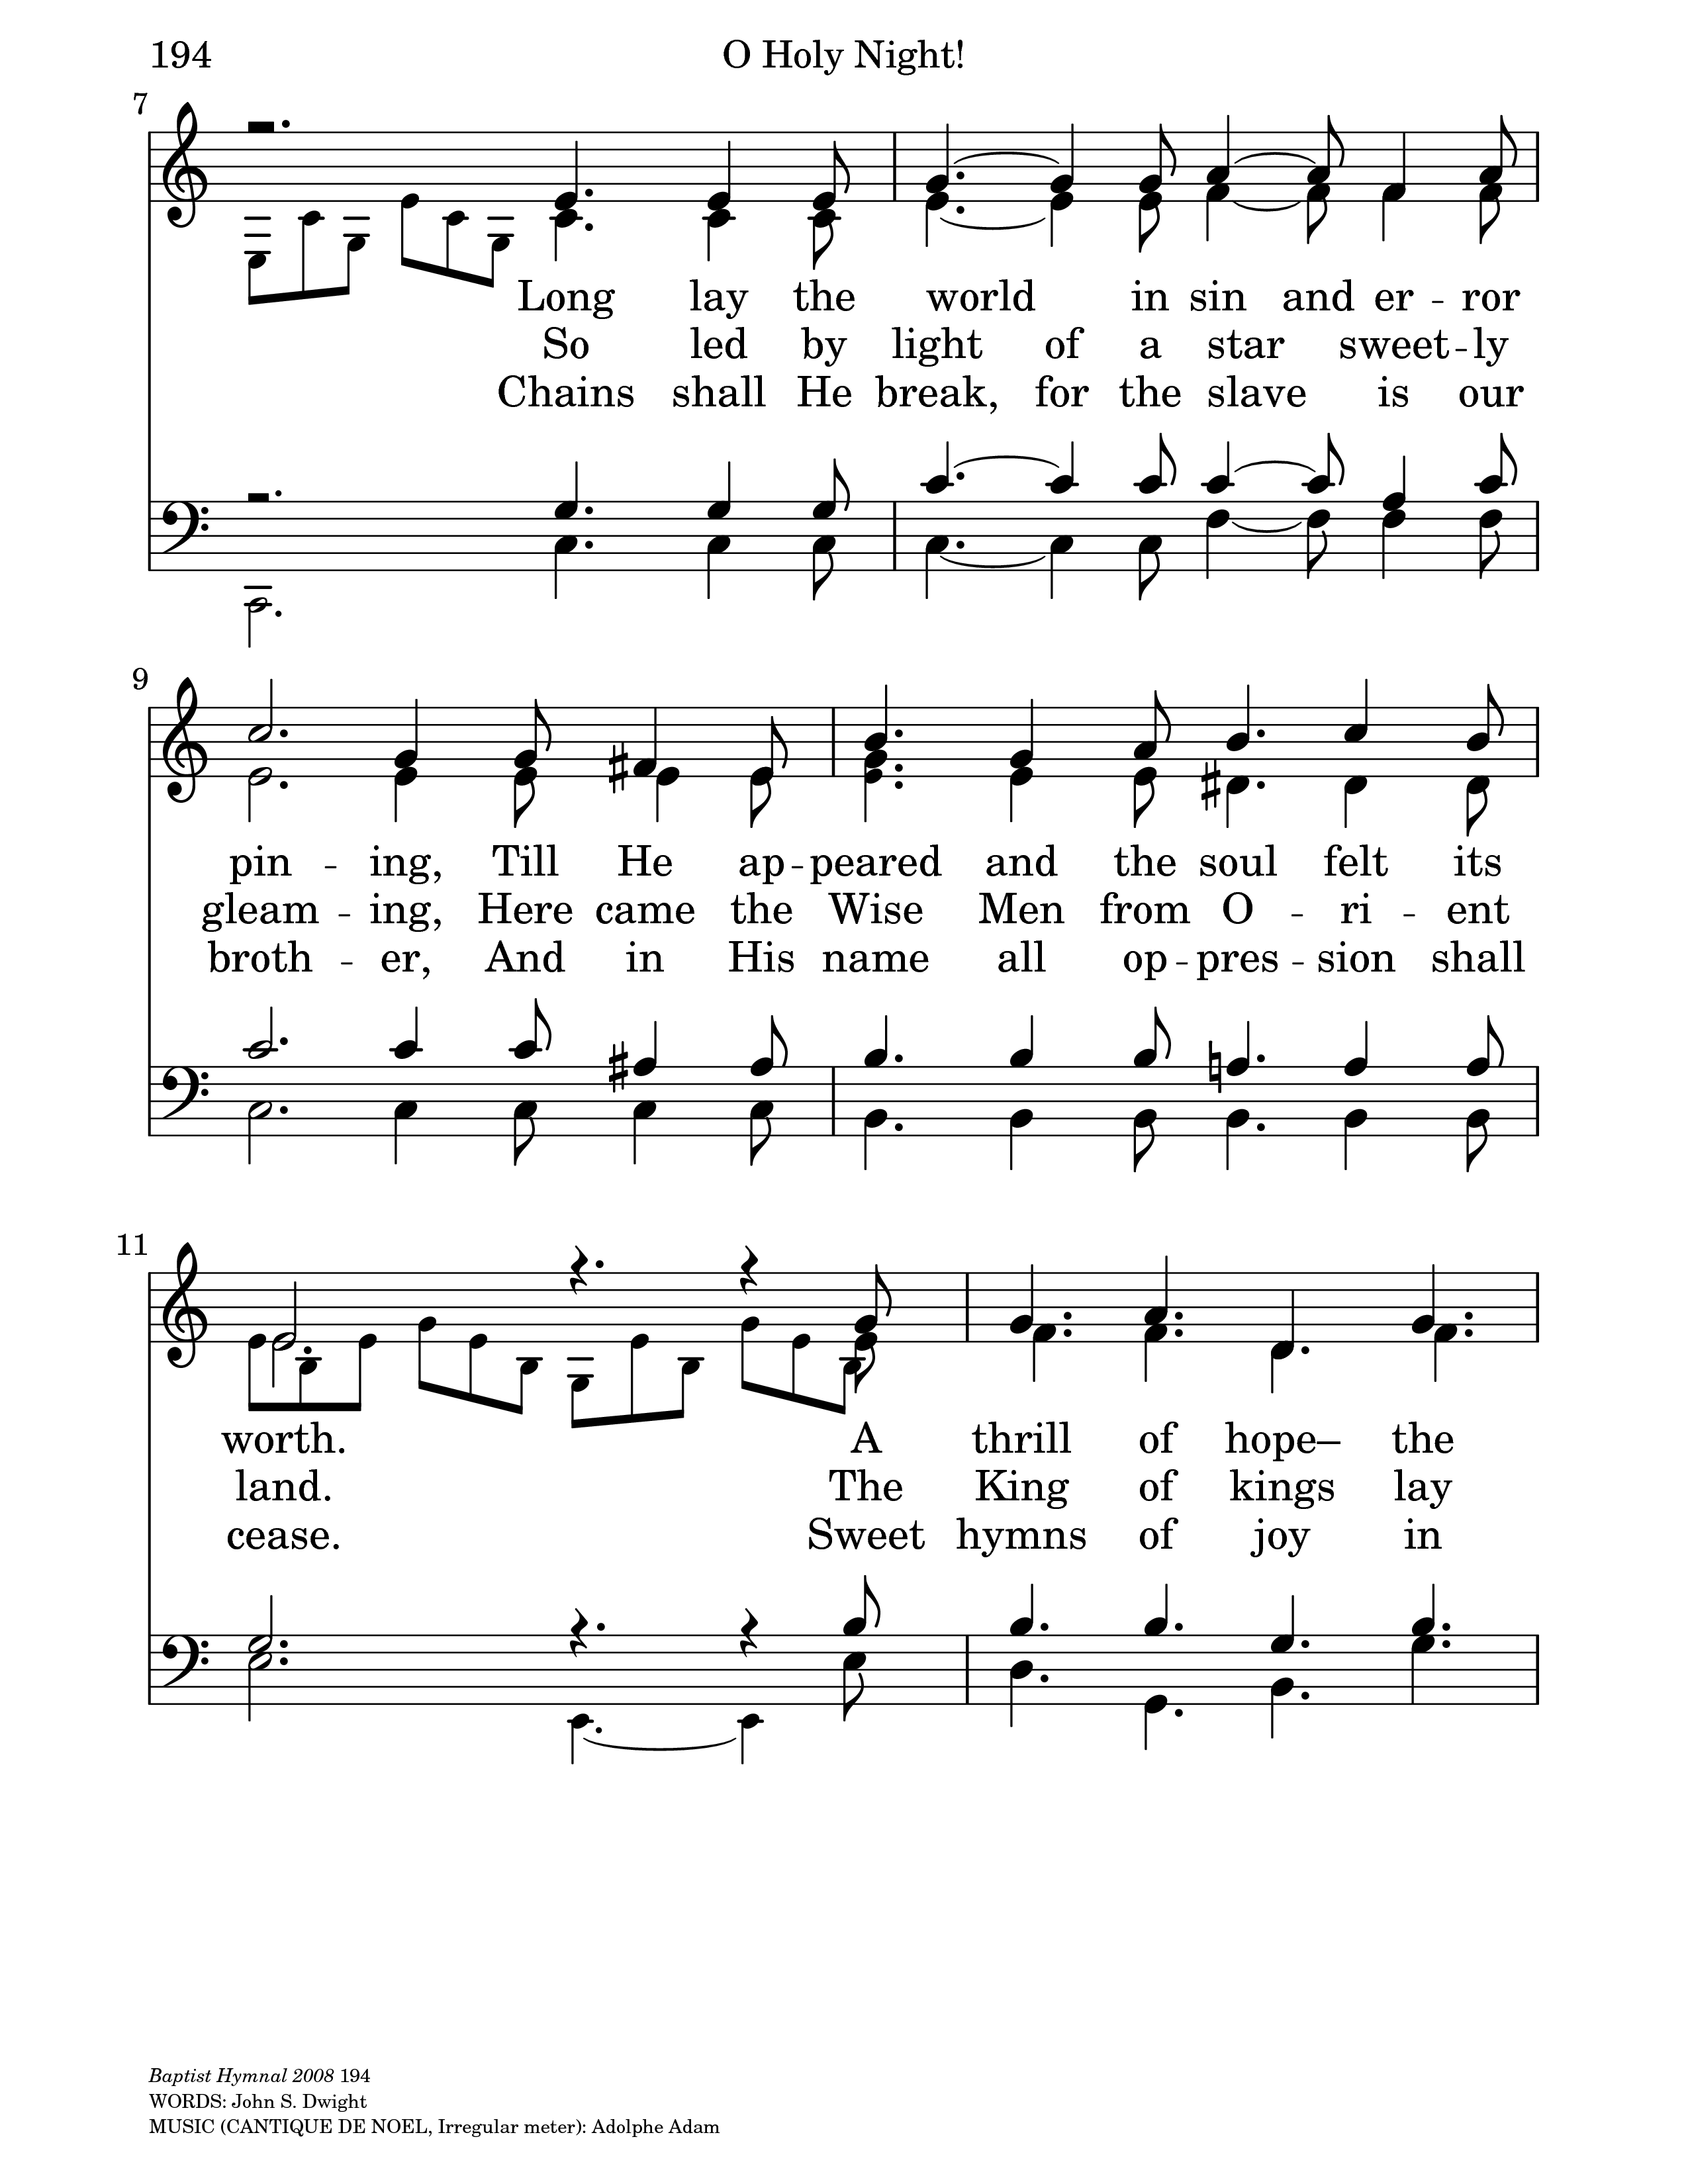 194 O Holy Night!
7
Long lay the world in sin and er -- ror
So led by light of a star sweet -- ly
Chains shall He break, for the slave is our
9
pin -- ing, Till He ap -- peared and the soul felt its
gleam -- ing, Here came the Wise Men from O -- ri -- ent
broth -- er, And in His name all op -- pres -- sion shall
11
worth. A thrill of hope– the
land. The King of kings lay
cease. Sweet hymns of joy in
Baptist Hymnal 2008 194
WORDS: John S. Dwight
MUSIC (CANTIQUE DE NOEL, Irregular meter): Adolphe Adam